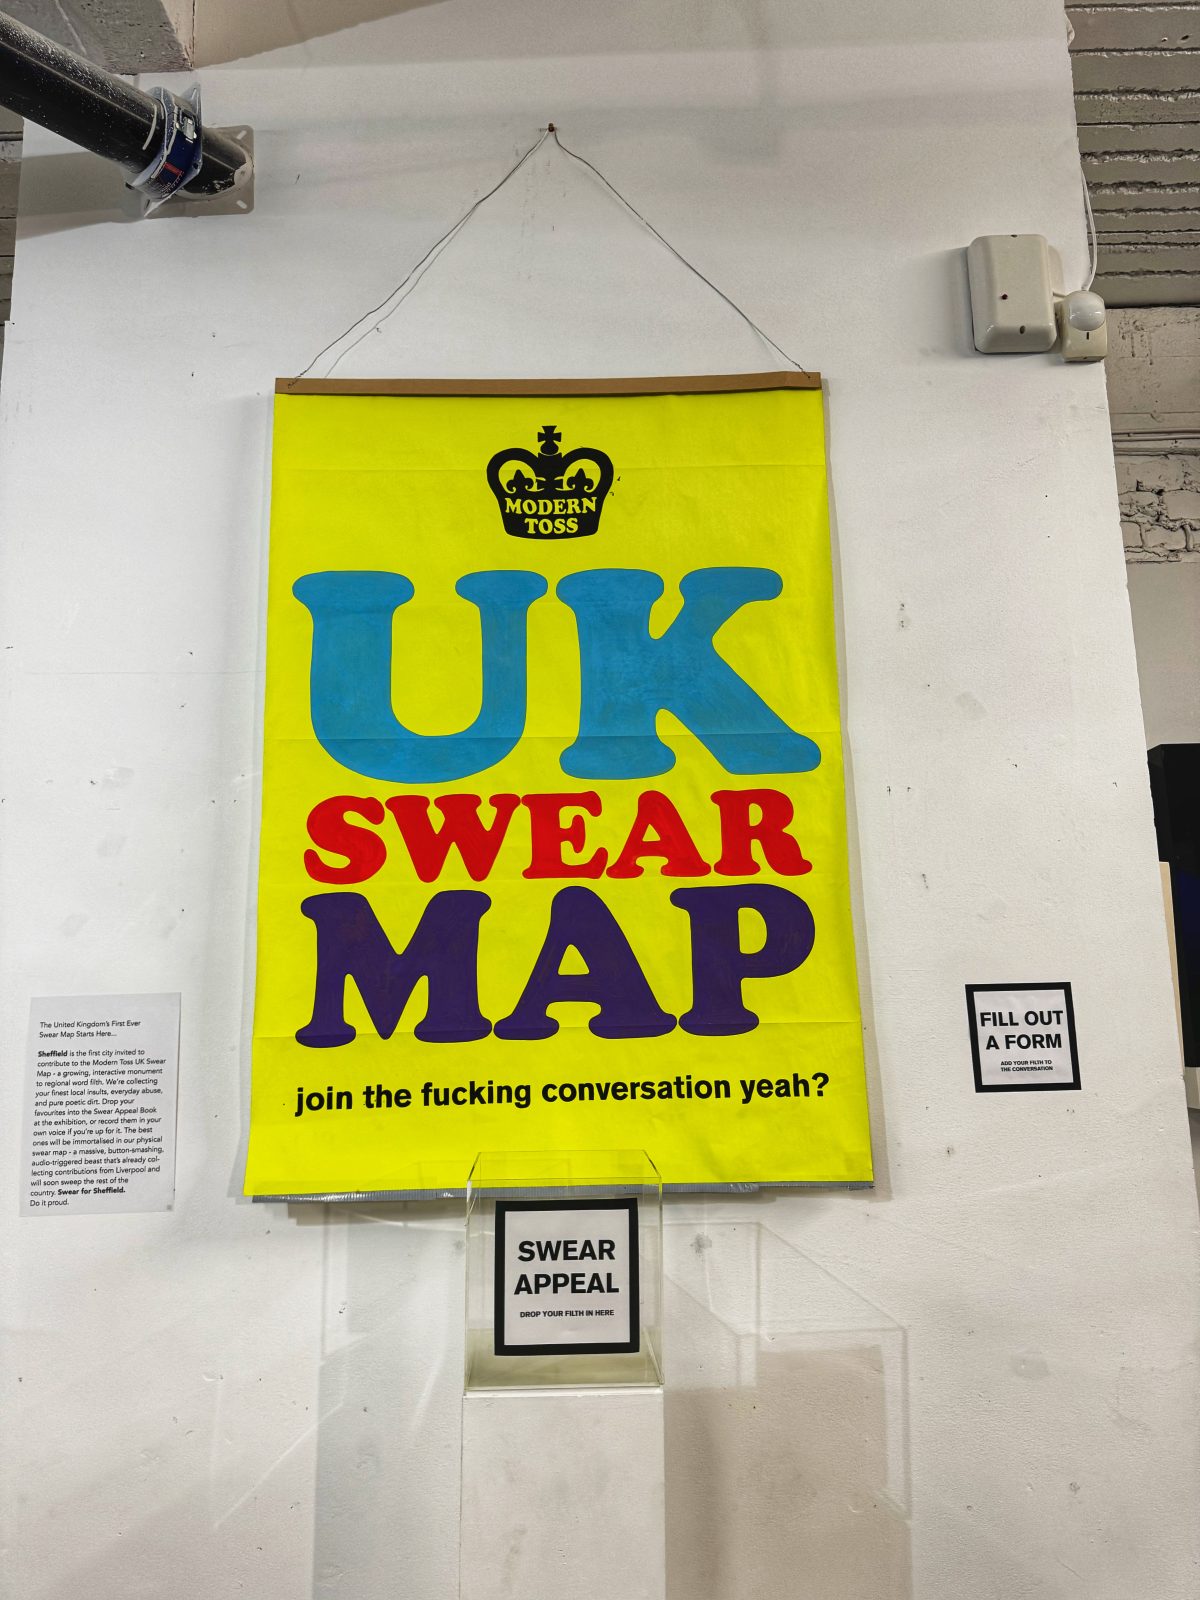 MODERN
TOSS
UK
SWEAR
MAP
join the fucking conversation yeah?
The United Kingdom's First Ever
Swear Map Starts Here...
Sheffield is the first city invited to
contribute to the Modern Toss UK Swear
Map - a growing, interactive monument
to regional word filth. We're collecting
your finest local insults, everyday abuse,
and pure poetic dirt. Drop your
favourites into the Swear Appeal Book
at the exhibition, or record them in your
own voice if you're up for it. The best
ones will be immortalised in our physical
swear map - a massive, button-smashing,
audio-triggered beast that's already col-
lecting contributions from Liverpool and
will soon sweep the rest of the
country. Swear for Sheffield.
Do it proud.
FILL OUT
A FORM
ADD YOUR FILTH TO
THE CONVERSATION
SWEAR
APPEAL
DROP YOUR FILTH IN HERE